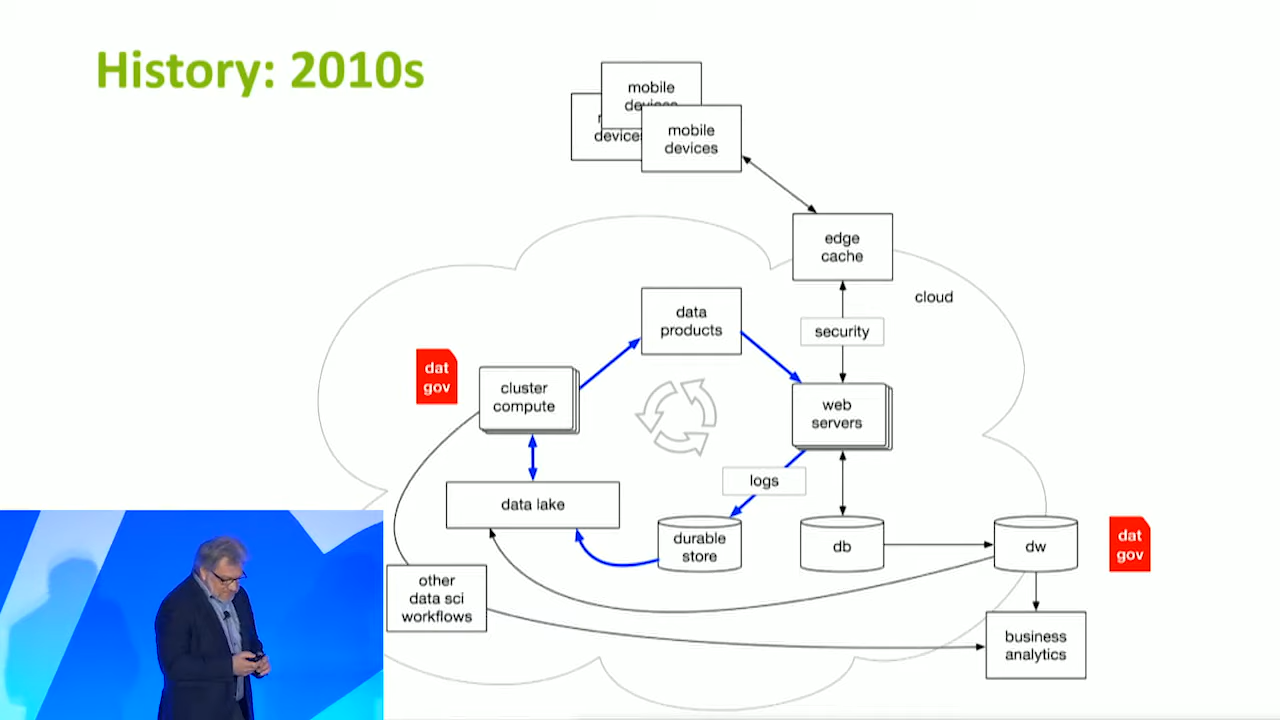 History: 2010s
mobile
devices
devices
mobile
devices
edge
cache
cloud
data
products
security
dat
gov
cluster
compute
web
servers
logs
data lake
durable
store
db
dw
dat
gov
other
data sci
workflows
business
analytics